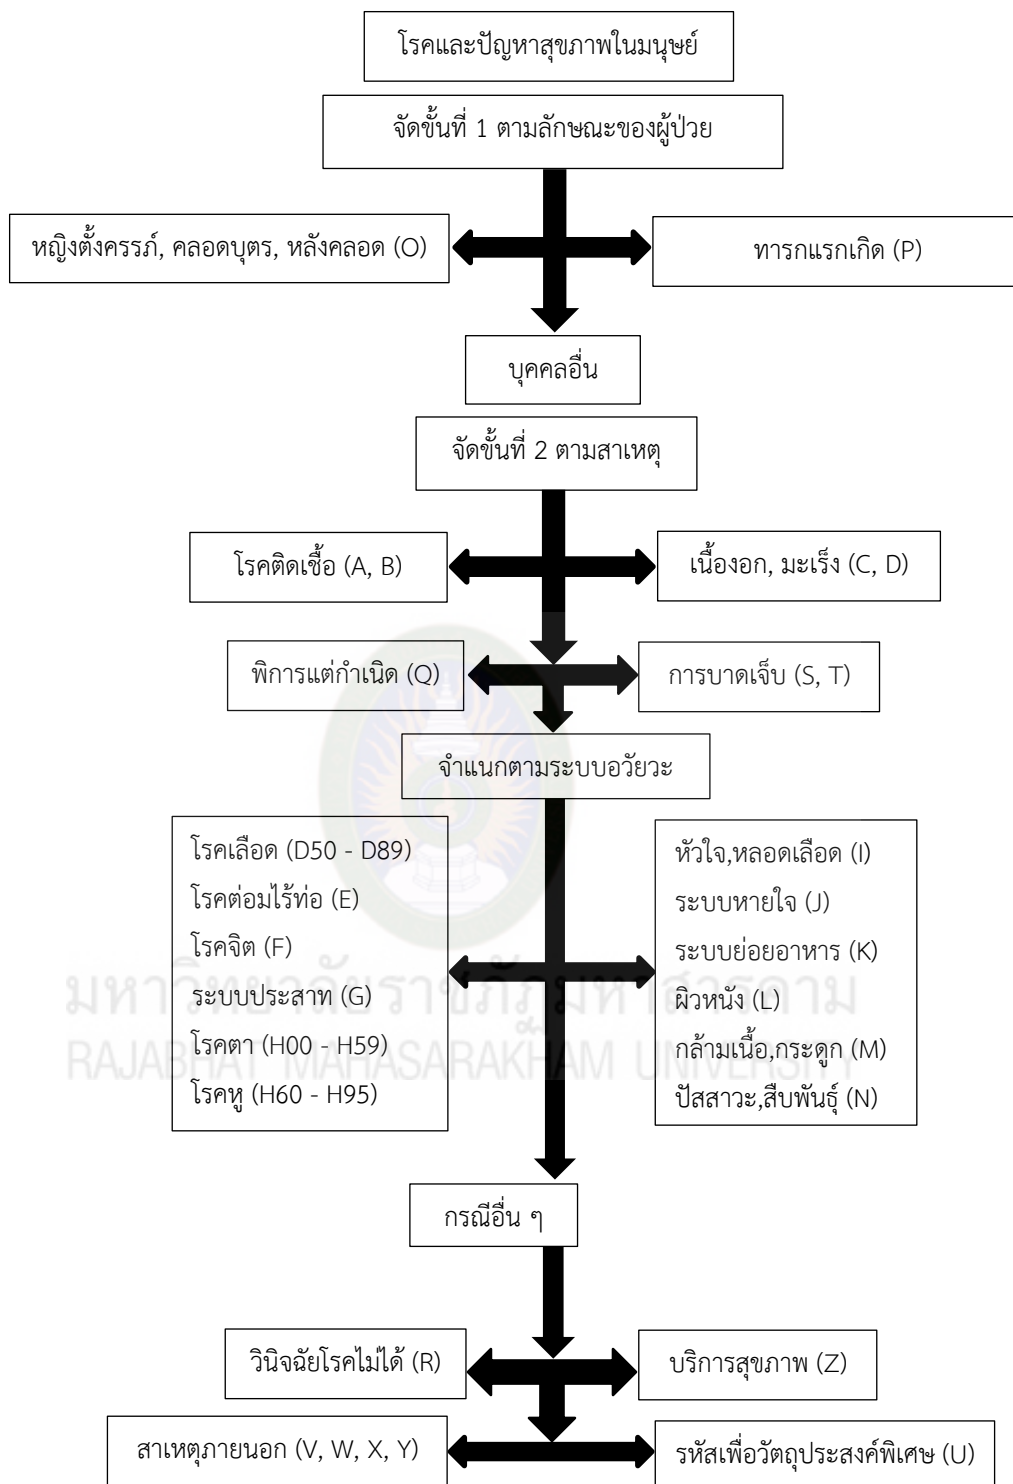 โรคและปัญหาสุขภาพในมนุษย์
จัดขั้นที่ 1 ตามลักษณะของผู้ป่วย
หญิงตั้งครรภ์, คลอดบุตร, หลังคลอด (O)
ทารกแรกเกิด (P)
บุคคลอื่น
จัดขั้นที่ 2 ตามสาเหตุ
โรคติดเชื้อ (A, B)
เนื้องอก, มะเร็ง (C, D)
พิการแต่กำเนิด (Q)
การบาดเจ็บ (S, T)
จำแนกตามระบบอวัยวะ
โรคเลือด (D50 - D89)
โรคต่อมไร้ท่อ (E)
โรคจิต (F)
ระบบประสาท (G)
โรคตา (H00 - H59)
โรคหู (H60 - H95)
หัวใจ,หลอดเลือด (I)
ระบบหายใจ (J)
ระบบย่อยอาหาร (K)
ผิวหนัง (L)
กล้ามเนื้อ,กระดูก (M)
ปัสสาวะ,สืบพันธุ์ (N)
มหาวิทยาลัยราชภัฏมหาสารคาม
RAJABHAT MAHASARAKHAM UNIVERSITY
กรณีอื่น ๆ
วินิจฉัยโรคไม่ได้ (R)
บริการสุขภาพ (Z)
สาเหตุภายนอก (V, W, X, Y)
รหัสเพื่อวัตถุประสงค์พิเศษ (U)